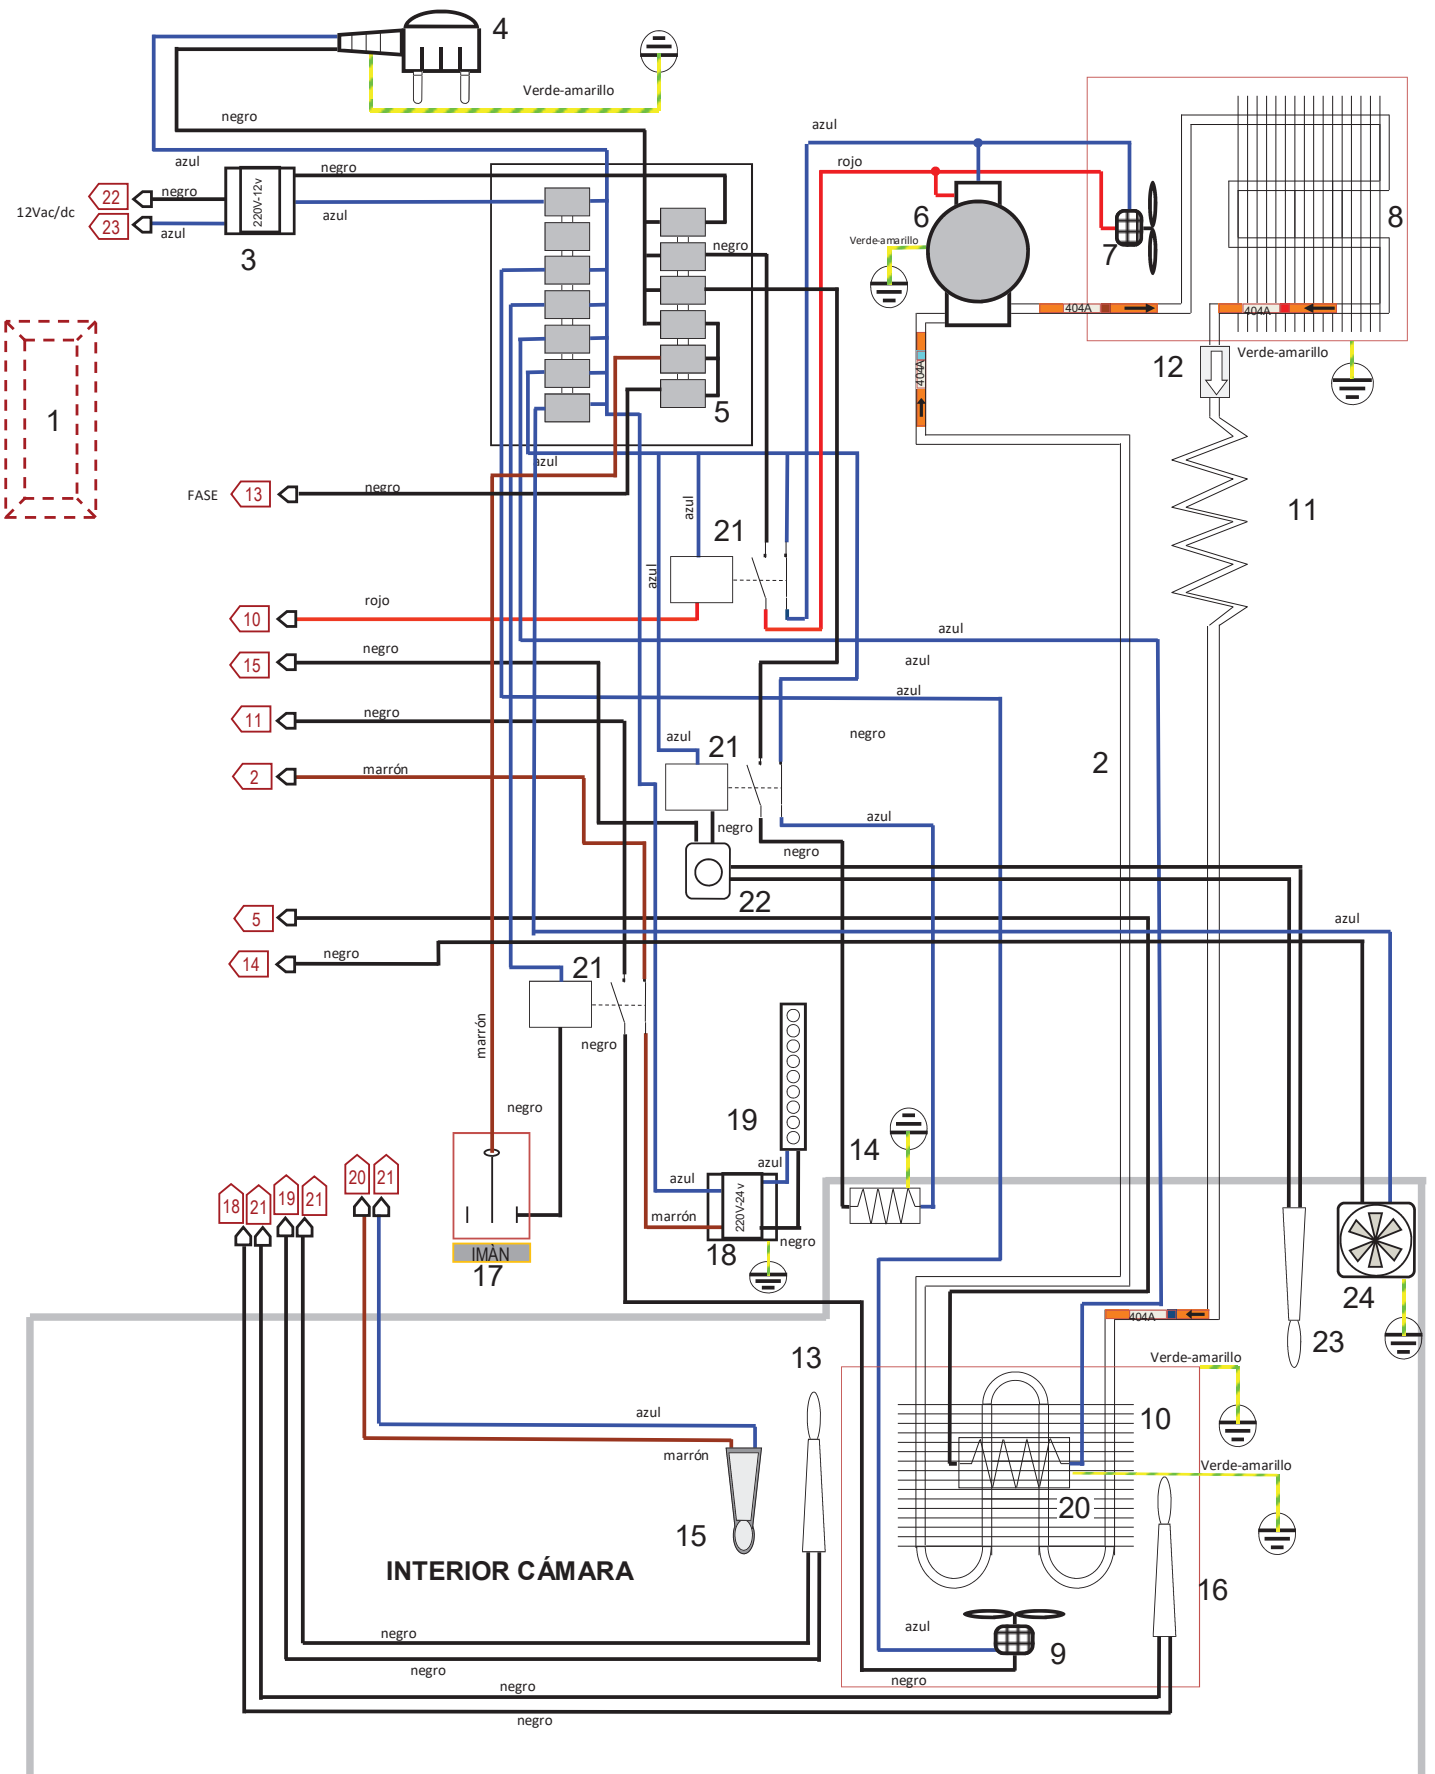 4
Verde-amarillo
negro
azul
azul
rojo
negro
negro
22
12Vac/dc
23
azul
220V-12v
azul
3
6
Verde-amarillo
7
8
negro
404A
404A
404A
12
Verde-amarillo
1
5
azul
FASE
13
negro
azul
21
11
azul
10
rojo
azul
15
negro
azul
azul
11
negro
negro
azul
21
2
2
marrón
azul
negro
negro
22
5
azul
14
negro
21
marrón
negro
19
negro
14
azul
azul
220V-24v
marrón
negro
18
20
21
18
21
19
21
IMÀN
17
24
23
404A
13
Verde-amarillo
10
azul
marrón
Verde-amarillo
20
15
INTERIOR CÁMARA
16
azul
9
negro
negro
negro
negro
negro